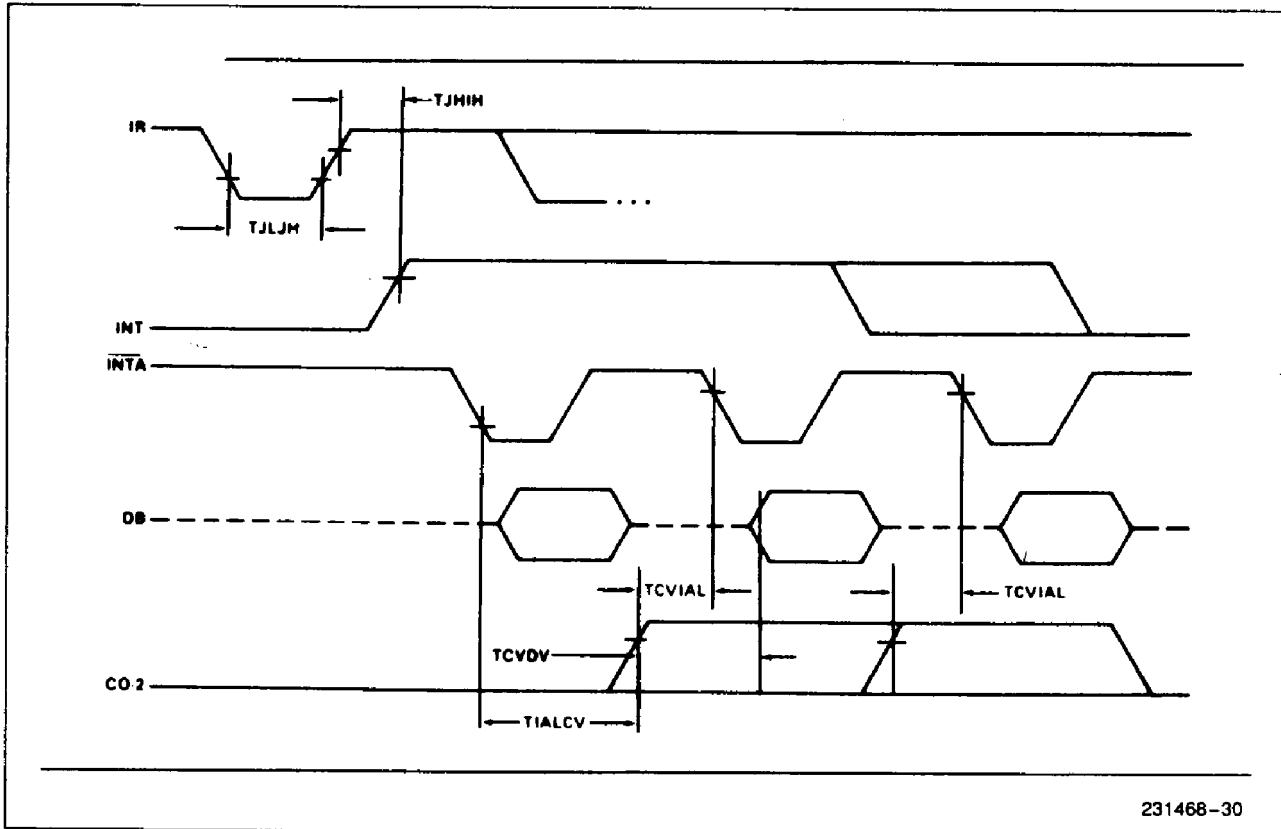 TJHIH
IR
TJLJH
...
INT
INTA
DB
TCVIAL
TCVIAL
TCVDV
CO-2
TIALCV
231468-30